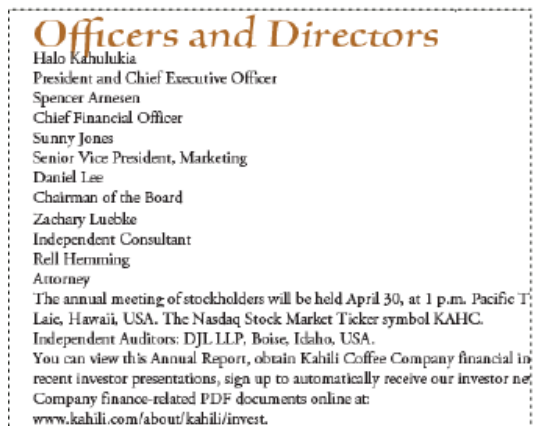 Officers and Directors
Halo Kahulukia
President and Chief Executive Officer
Spencer Arnesen
Chief Financial Officer
Sunny Jones
Senior Vice President, Marketing
Daniel Lee
Chairman of the Board
Zachary Luebke
Independent Consultant
Rell Hemming
Attorney
The annual meeting of stockholders will be held April 30, at 1 p.m. Pacific T
Laie, Hawaii, USA. The Nasdaq Stock Market Ticker symbol KAHC.
Independent Auditors: DJL LLP, Boise, Idaho, USA.
You can view this Annual Report, obtain Kahili Coffee Company financial in
recent investor presentations, sign up to automatically receive our investor ne
Company finance-related PDF documents online at:
www.kahili.com/about/kahili/invest.